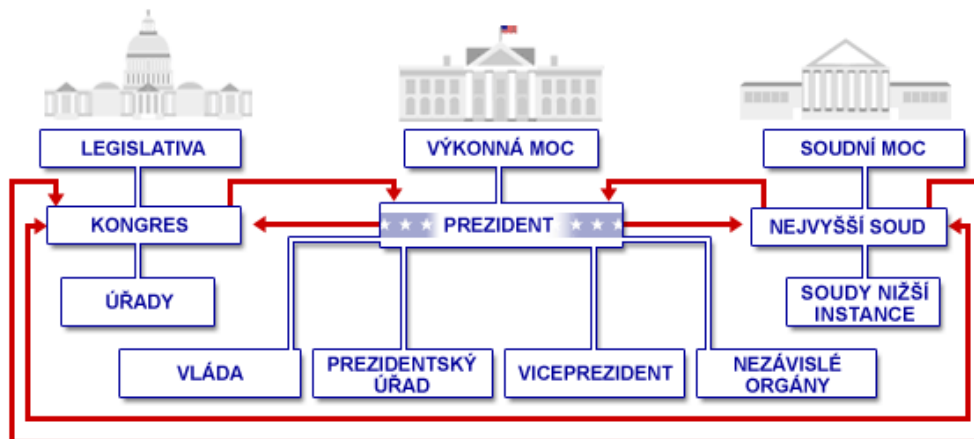 LEGISLATIVA
VÝKONNÁ MOC
SOUDNÍ MOC
KONGRES
PREZIDENT
NEJVYŠŠÍ SOUD
ÚŘADY
SOUDY NIŽŠÍ
INSTANCE
VLÁDA
PREZIDENTSKÝ
ÚŘAD
VICEPREZIDENT
NEZÁVISLÉ
ORGÁNY